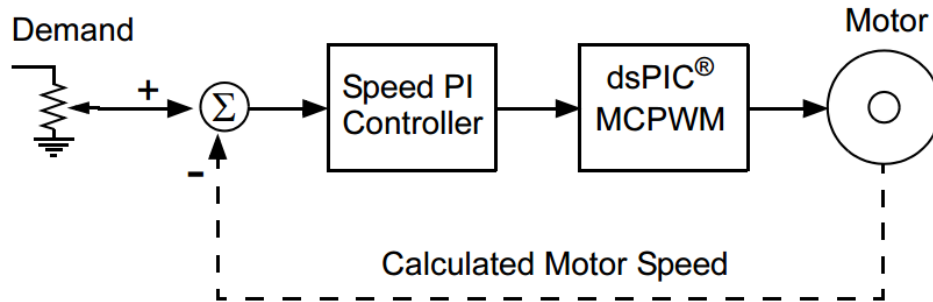 Demand
Motor
+
Σ
-
Speed PI
Controller
dsPIC®
MCPWM
Calculated Motor Speed